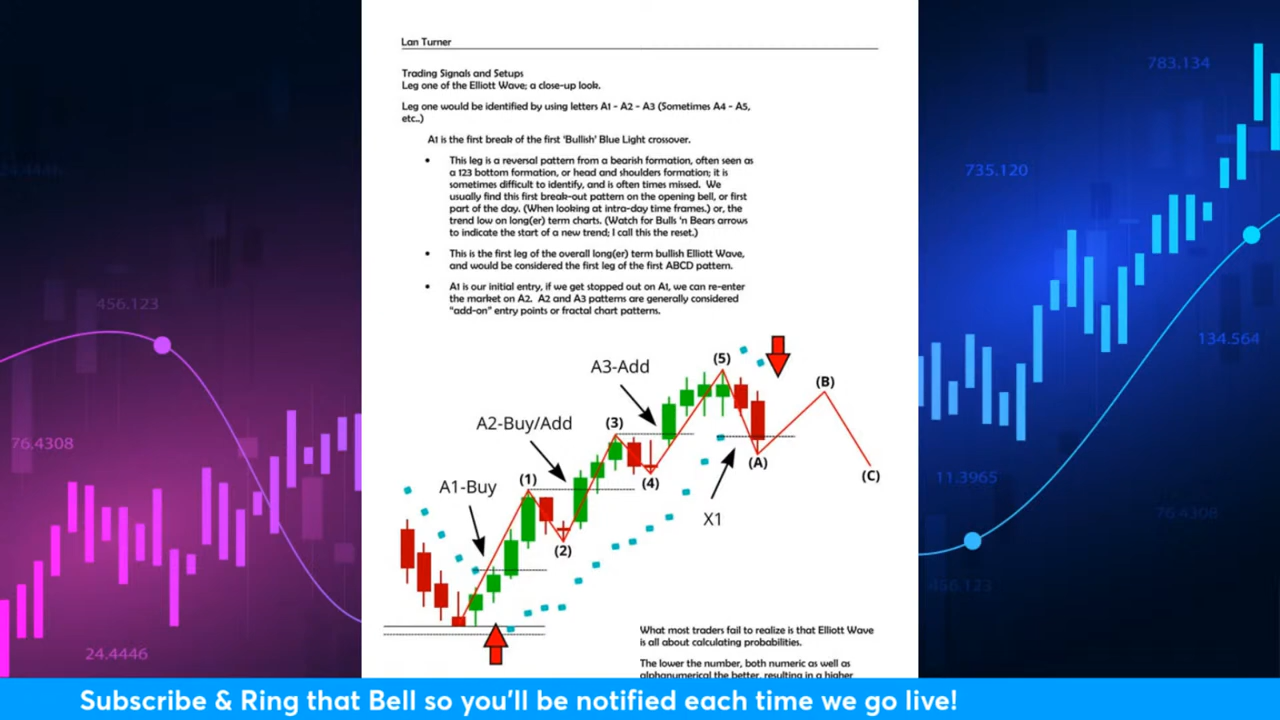 Lan Turner
Trading Signals and Setups
Leg one of the Elliott Wave; a close-up look.
Leg one would be identified by using letters A1 - A2 - A3 (Sometimes A4 - A5,
etc..)
A1 is the first break of the first 'Bullish' Blue Light crossover.
• This leg is a reversal pattern from a bearish formation, often seen as
a 123 bottom formation, or head and shoulders formation; it is
sometimes difficult to identify, and is often times missed. We
usually find this first break-out pattern on the opening bell, or first
part of the day. (When looking at intra-day time frames.) or, the
trend low on long(er) term charts. (Watch for Bulls 'n Bears arrows
to indicate the start of a new trend; I call this the reset.)
• This is the first leg of the overall long(er) term bullish Elliott Wave,
and would be considered the first leg of the first ABCD pattern.
• A1 is our initial entry, if we get stopped out on A1, we can re-enter
the market on A2. A2 and A3 patterns are generally considered
"add-on" entry points or fractal chart patterns.
A3-Add
(5)
(B)
A2-Buy/Add
(3)
(A)
(C)
A1-Buy
(1)
(4)
X1
(2)
What most traders fail to realize is that Elliott Wave
is all about calculating probabilities.
The lower the number, both numeric as well as
alphanumerical the better, resulting in a higher
456.123
76.4308
24.4446
783.134
735.120
134.564
11.3965
76.4308
456.123
24.4446
Subscribe & Ring that Bell so you'll be notified each time we go live!